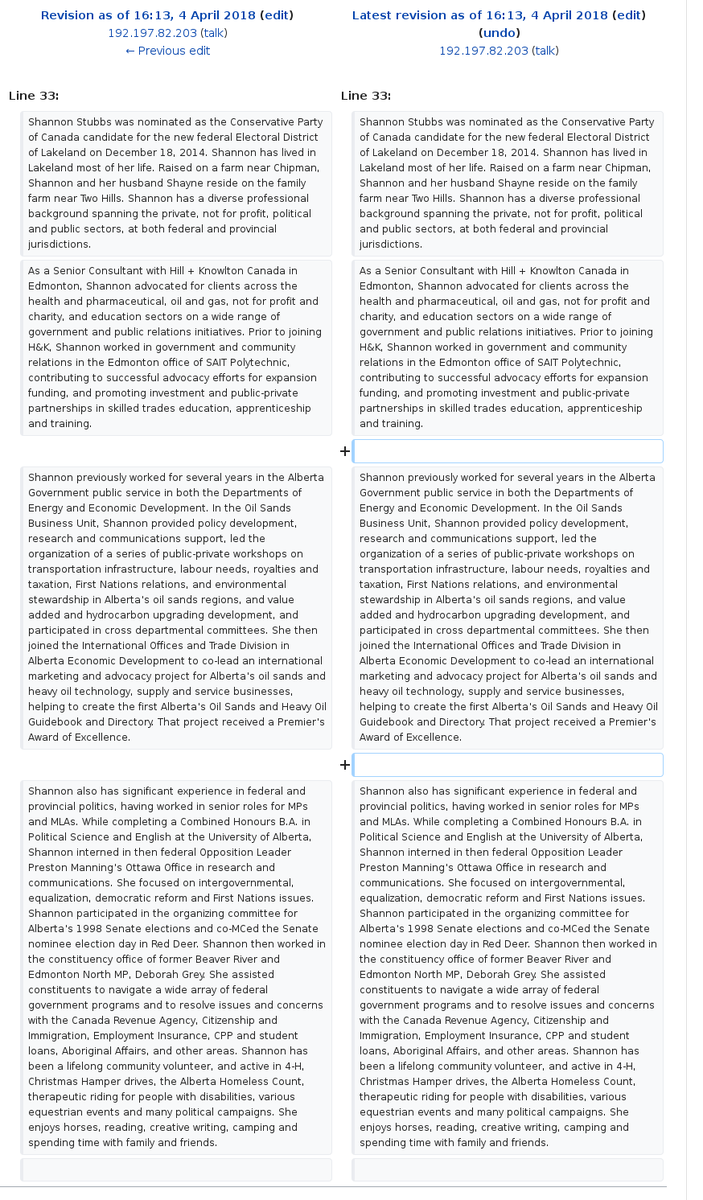 Revision as of 16:13, 4 April 2018 (edit)
192.197.82.203 (talk)
← Previous edit
Latest revision as of 16:13, 4 April 2018 (edit)
(undo)
192.197.82.203 (talk)
Line 33:
Line 33:
Shannon Stubbs was nominated as the Conservative Party
of Canada candidate for the new federal Electoral District
of Lakeland on December 18, 2014. Shannon has lived in
Lakeland most of her life. Raised on a farm near Chipman,
Shannon and her husband Shayne reside on the family
farm near Two Hills. Shannon has a diverse professional
background spanning the private, not for profit, political
and public sectors, at both federal and provincial
jurisdictions.
Shannon Stubbs was nominated as the Conservative Party
of Canada candidate for the new federal Electoral District
of Lakeland on December 18, 2014. Shannon has lived in
Lakeland most of her life. Raised on a farm near Chipman,
Shannon and her husband Shayne reside on the family
farm near Two Hills. Shannon has a diverse professional
background spanning the private, not for profit, political
and public sectors, at both federal and provincial
jurisdictions.
As a Senior Consultant with Hill + Knowlton Canada in
Edmonton, Shannon advocated for clients across the
health and pharmaceutical, oil and gas, not for profit and
charity, and education sectors on a wide range of
government and public relations initiatives. Prior to joining
H&K, Shannon worked in government and community
relations in the Edmonton office of SAIT Polytechnic,
contributing to successful advocacy efforts for expansion
funding, and promoting investment and public-private
partnerships in skilled trades education, apprenticeship
and training.
As a Senior Consultant with Hill + Knowlton Canada in
Edmonton, Shannon advocated for clients across the
health and pharmaceutical, oil and gas, not for profit and
charity, and education sectors on a wide range of
government and public relations initiatives. Prior to joining
H&K, Shannon worked in government and community
relations in the Edmonton office of SAIT Polytechnic,
contributing to successful advocacy efforts for expansion
funding, and promoting investment and public-private
partnerships in skilled trades education, apprenticeship
and training.
+
Shannon previously worked for several years in the Alberta
Government public service in both the Departments of
Energy and Economic Development. In the Oil Sands
Business Unit, Shannon provided policy development,
research and communications support, led the
organization of a series of public-private workshops on
transportation infrastructure, labour needs, royalties and
taxation, First Nations relations, and environmental
stewardship in Alberta's oil sands regions, and value
added and hydrocarbon upgrading development, and
participated in cross departmental committees. She then
joined the International Offices and Trade Division in
Alberta Economic Development to co-lead an international
marketing and advocacy project for Alberta's oil sands and
heavy oil technology, supply and service businesses,
helping to create the first Alberta's Oil Sands and Heavy Oil
Guidebook and Directory. That project received a Premier's
Award of Excellence.
Shannon previously worked for several years in the Alberta
Government public service in both the Departments of
Energy and Economic Development. In the Oil Sands
Business Unit, Shannon provided policy development,
research and communications support, led the
organization of a series of public-private workshops on
transportation infrastructure, labour needs, royalties and
taxation, First Nations relations, and environmental
stewardship in Alberta's oil sands regions, and value
added and hydrocarbon upgrading development, and
participated in cross departmental committees. She then
joined the International Offices and Trade Division in
Alberta Economic Development to co-lead an international
marketing and advocacy project for Alberta's oil sands and
heavy oil technology, supply and service businesses,
helping to create the first Alberta's Oil Sands and Heavy Oil
Guidebook and Directory. That project received a Premier's
Award of Excellence.
+
Shannon also has significant experience in federal and
provincial politics, having worked in senior roles for MPs
and MLAs. While completing a Combined Honours B.A. in
Political Science and English at the University of Alberta,
Shannon interned in then federal Opposition Leader
Preston Manning's Ottawa Office in research and
communications. She focused on intergovernmental,
equalization, democratic reform and First Nations issues.
Shannon participated in the organizing committee for
Alberta's 1998 Senate elections and co-MCed the Senate
nominee election day in Red Deer. Shannon then worked in
the constituency office of former Beaver River and
Edmonton North MP, Deborah Grey. She assisted
constituents to navigate a wide array of federal
government programs and to resolve issues and concerns
with the Canada Revenue Agency, Citizenship and
Immigration, Employment Insurance, CPP and student
loans, Aboriginal Affairs, and other areas. Shannon has
been a lifelong community volunteer, and active in 4-H,
Christmas Hamper drives, the Alberta Homeless Count,
therapeutic riding for people with disabilities, various
equestrian events and many political campaigns. She
enjoys horses, reading, creative writing, camping and
spending time with family and friends.
Shannon also has significant experience in federal and
provincial politics, having worked in senior roles for MPs
and MLAs. While completing a Combined Honours B.A. in
Political Science and English at the University of Alberta,
Shannon interned in then federal Opposition Leader
Preston Manning's Ottawa Office in research and
communications. She focused on intergovernmental,
equalization, democratic reform and First Nations issues.
Shannon participated in the organizing committee for
Alberta's 1998 Senate elections and co-MCed the Senate
nominee election day in Red Deer. Shannon then worked in
the constituency office of former Beaver River and
Edmonton North MP, Deborah Grey. She assisted
constituents to navigate a wide array of federal
government programs and to resolve issues and concerns
with the Canada Revenue Agency, Citizenship and
Immigration, Employment Insurance, CPP and student
loans, Aboriginal Affairs, and other areas. Shannon has
been a lifelong community volunteer, and active in 4-H,
Christmas Hamper drives, the Alberta Homeless Count,
therapeutic riding for people with disabilities, various
equestrian events and many political campaigns. She
enjoys horses, reading, creative writing, camping and
spending time with family and friends.